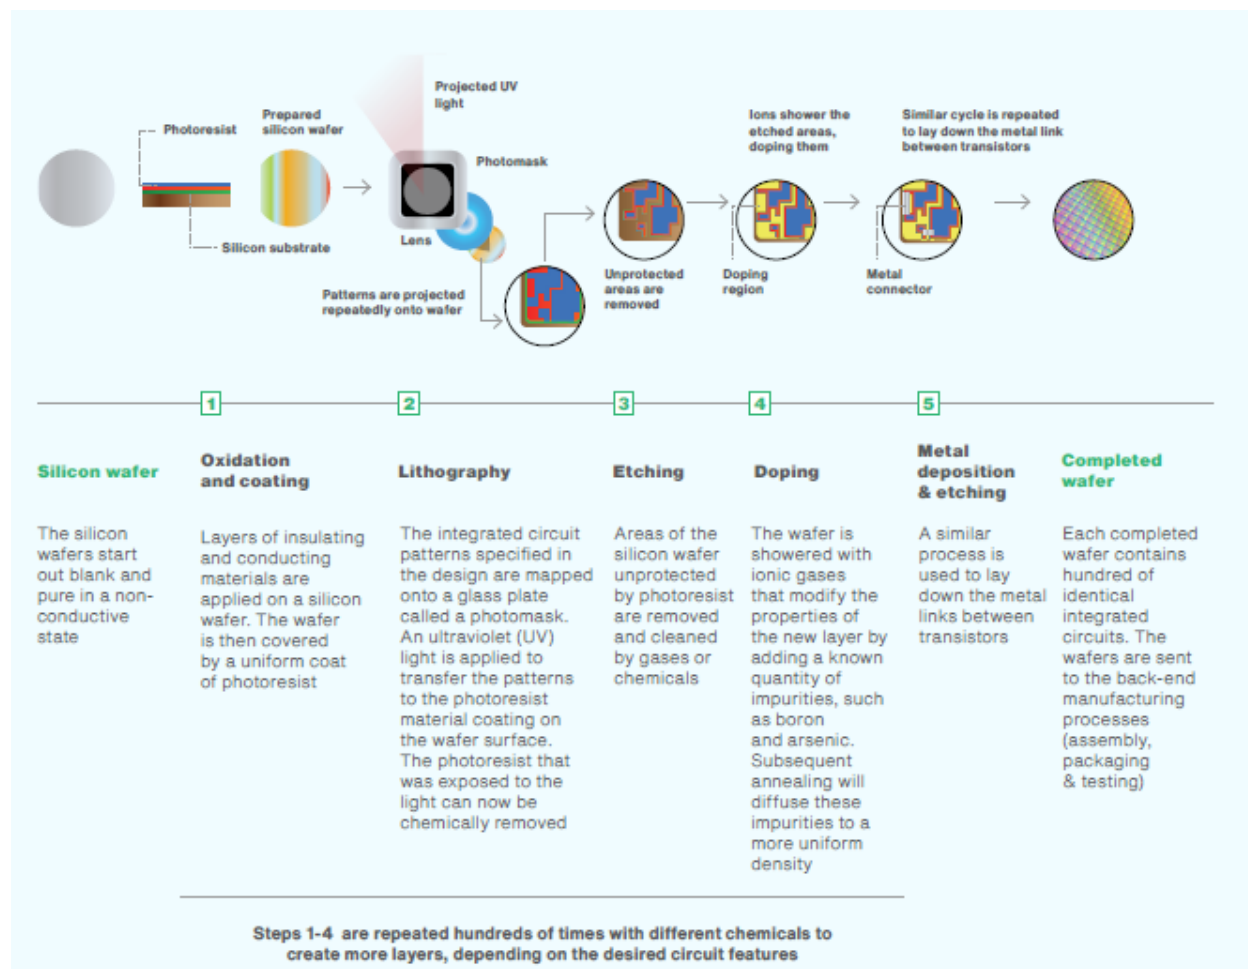 Projected UV
light
Prepared
silicon wafer
Photoresist
Ions shower the
etched areas,
doping them
Similar cycle is repeated
to lay down the metal link
between transistors
Photomask
Lens
Silicon substrate
Patterns are projected
repeatedly onto wafer
Unprotected
areas are
removed
Doping
region
Metal
connector
1
2
3
4
5
Silicon wafer
The silicon
wafers start
out blank and
pure in a non-
conductive
state
Oxidation
and coating
Layers of insulating
and conducting
materials are
applied on a silicon
wafer. The wafer
is then covered
by a uniform coat
of photoresist
Lithography
The integrated circuit
patterns specified in
the design are mapped
onto a glass plate
called a photomask.
An ultraviolet (UV)
light is applied to
transfer the patterns
to the photoresist
material coating on
the wafer surface.
The photoresist that
was exposed to the
light can now be
chemically removed
Etching
Areas of the
silicon wafer
unprotected
by photoresist
are removed
and cleaned
by gases or
chemicals
Doping
The wafer is
showered with
ionic gases
that modify the
properties of
the new layer by
adding a known
quantity of
impurities, such
as boron
and arsenic.
Subsequent
annealing will
diffuse these
impurities to a
more uniform
density
Metal
deposition
& etching
A similar
process is
used to lay
down the metal
links between
transistors
Completed
wafer
Each completed
wafer contains
hundred of
identical
integrated
circuits. The
wafers are sent
to the back-end
manufacturing
processes
(assembly,
packaging
& testing)
Steps 1-4 are repeated hundreds of times with different chemicals to
create more layers, depending on the desired circuit features